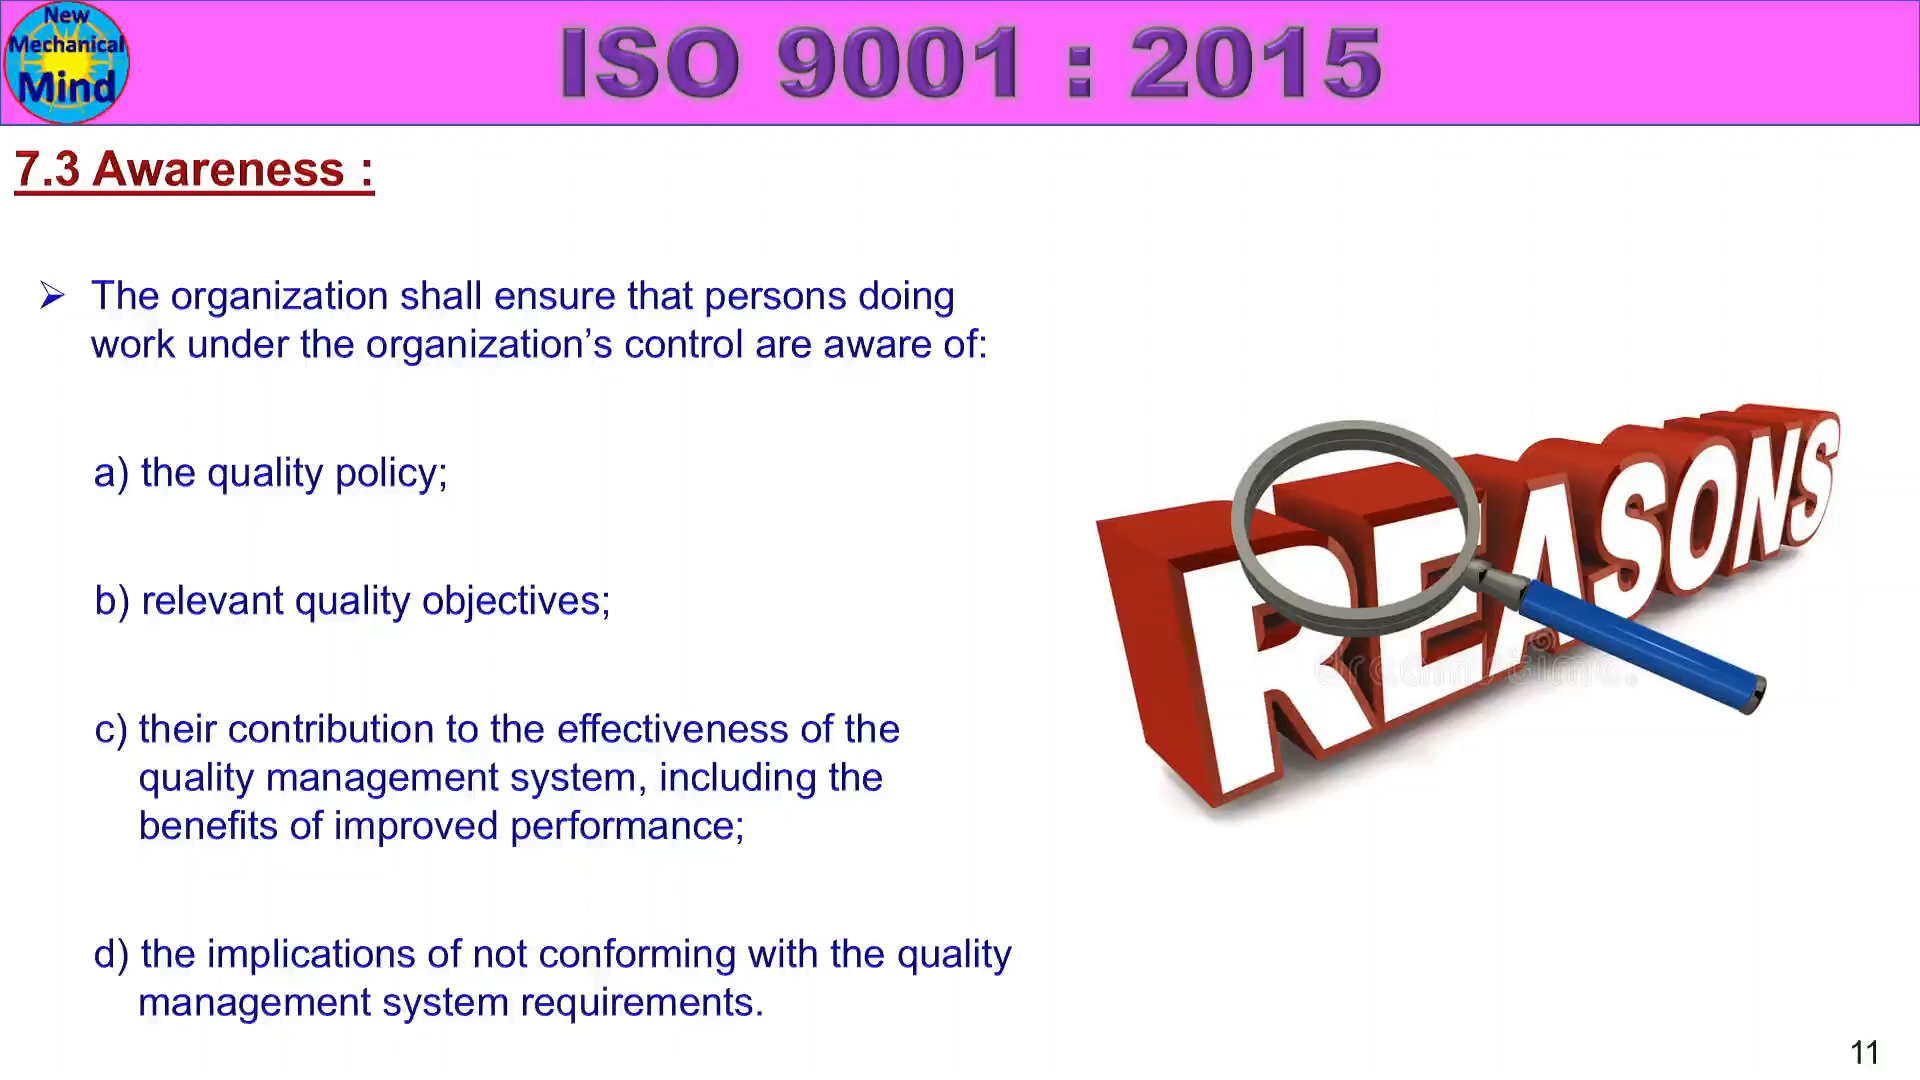 New
Mechanical
Mind
ISO 9001 : 2015
7.3 Awareness :
➢ The organization shall ensure that persons doing
work under the organization’s control are aware of:
a) the quality policy;
b) relevant quality objectives;
c) their contribution to the effectiveness of the
quality management system, including the
benefits of improved performance;
d) the implications of not conforming with the quality
management system requirements.
REASONS
dreamstime.
11